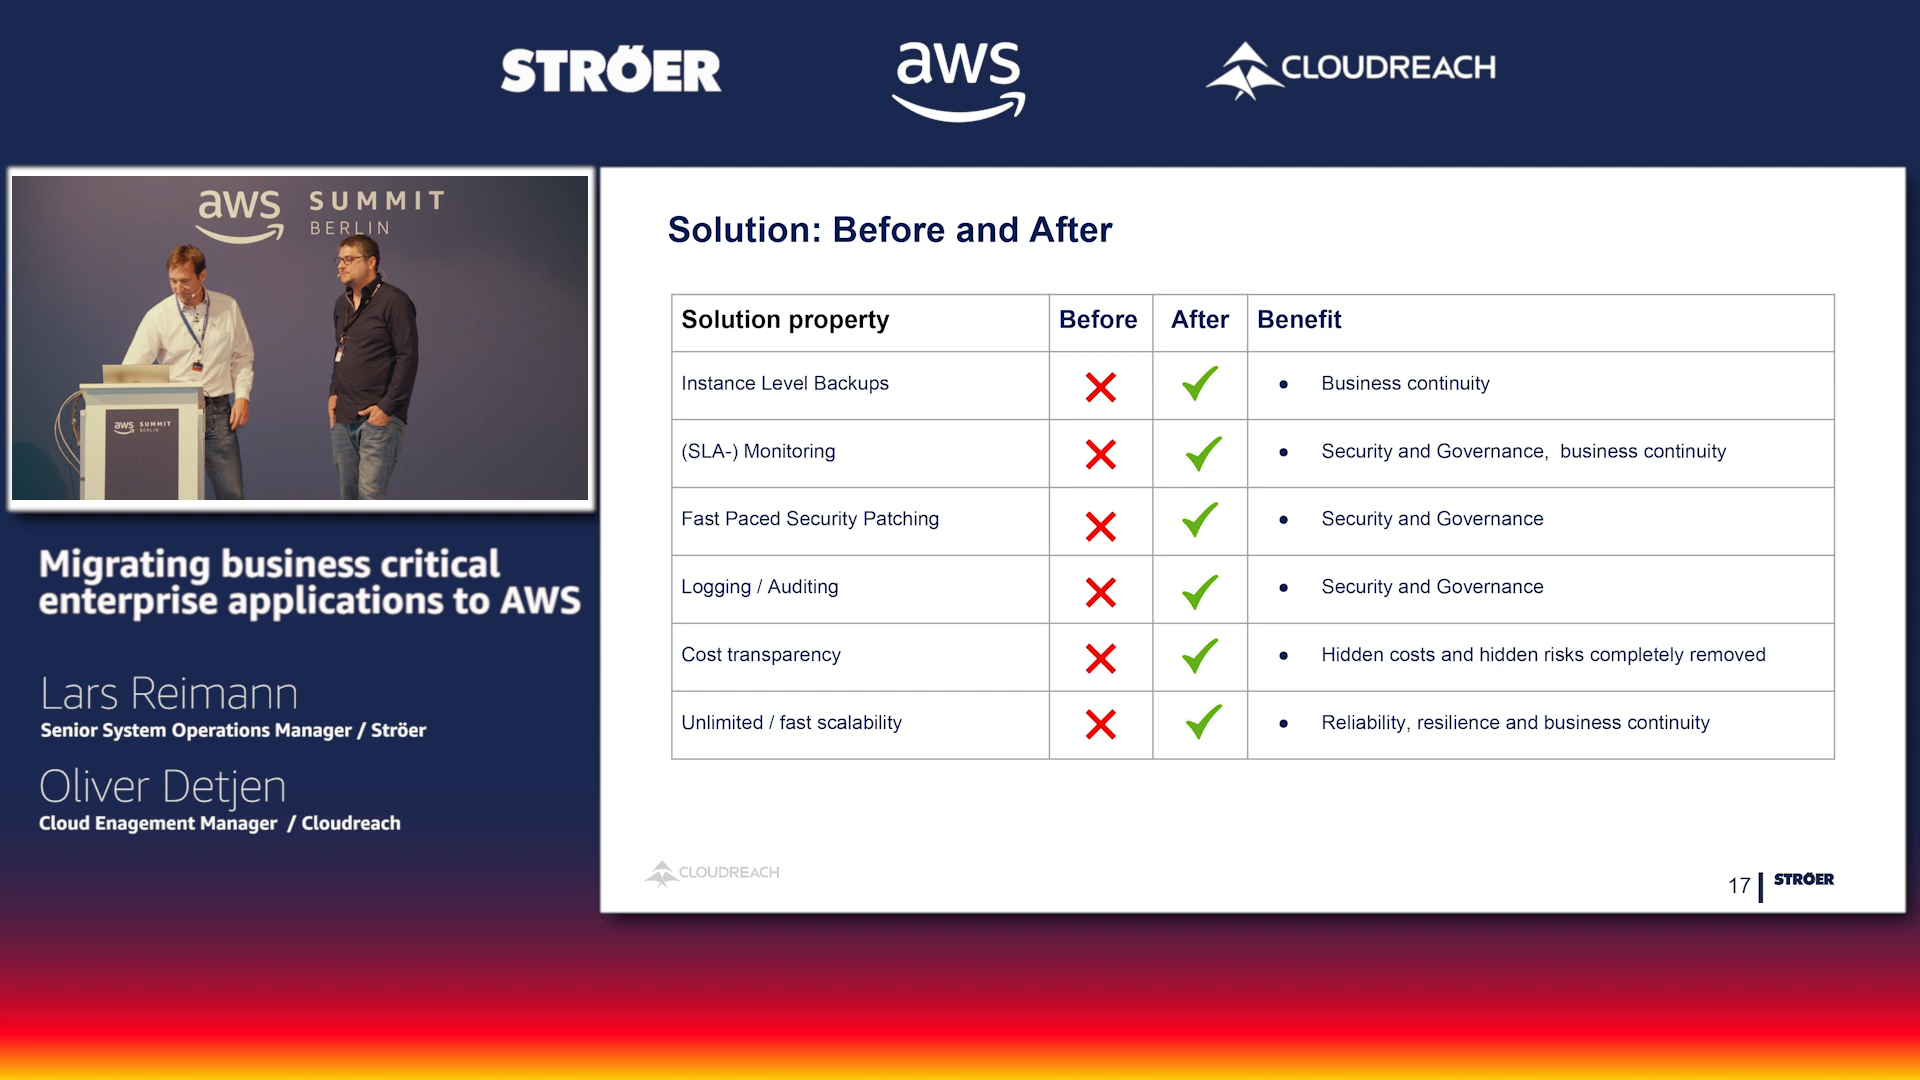 STRÖER
aws
CLOUDREACH
aws SUMMIT
BERLIN
aws SUMMIT
BERLIN
Migrating business critical
enterprise applications to AWS
Lars Reimann
Senior System Operations Manager / Ströer
Oliver Detjen
Cloud Enagement Manager / Cloudreach
Solution: Before and After
Solution property Before After Benefit
Instance Level Backups ❌ ✓ • Business continuity
(SLA-) Monitoring ❌ ✓ • Security and Governance, business continuity
Fast Paced Security Patching ❌ ✓ • Security and Governance
Logging / Auditing ❌ ✓ • Security and Governance
Cost transparency ❌ ✓ • Hidden costs and hidden risks completely removed
Unlimited / fast scalability ❌ ✓ • Reliability, resilience and business continuity
CLOUDREACH
17 STRÖER